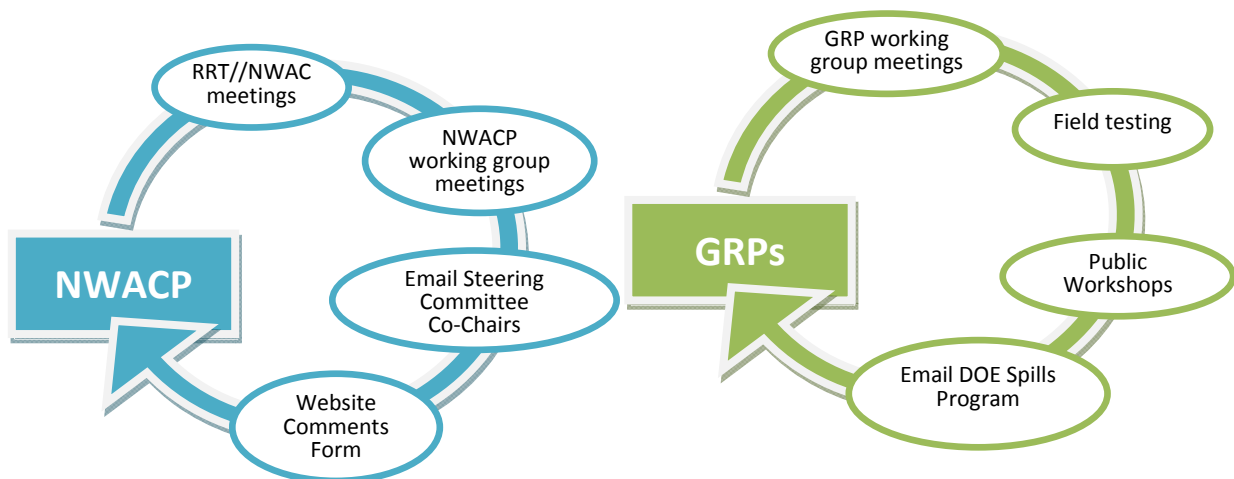 RRT//NWAC
meetings
NWACP
working group
meetings
Email Steering
Committee
Co-Chairs
Website
Comments
Form
NWACP
GRP working
group meetings
Field testing
Public
Workshops
Email DOE Spills
Program
GRPs